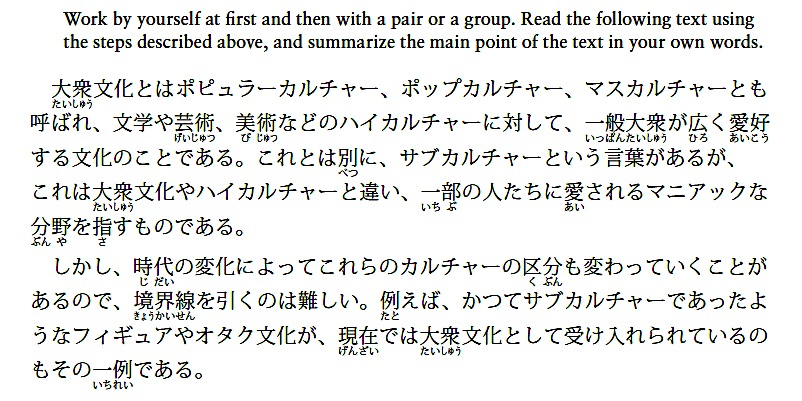 Work by yourself at first and then with a pair or a group. Read the following text using
the steps described above, and summarize the main point of the text in your own words.
大衆文化とはポピュラーカルチャー、ポップカルチャー、マスカルチャーとも
たいしゅう
呼ばれ、文学や芸術、美術などのハイカルチャーに対して、一般大衆が広く愛好
げいじゅつ び じゅつ いっぱんたいしゅう ひろ あいこう
する文化のことである。これとは別に、サブカルチャーという言葉があるが、
べつ
これは大衆文化やハイカルチャーと違い、一部の人たちに愛されるマニアックな
たいしゅう いち ぶ あい
分野を指すものである。
ぶん や さ
しかし、時代の変化によってこれらのカルチャーの区分も変わっていくことが
じ だい く ぶん
あるので、境界線を引くのは難しい。例えば、かつてサブカルチャーであったよ
きょうかいせん たと
うなフィギュアやオタク文化が、現在では大衆文化として受け入れられているの
げんざい たいしゅう
もその一例である。
いちれい